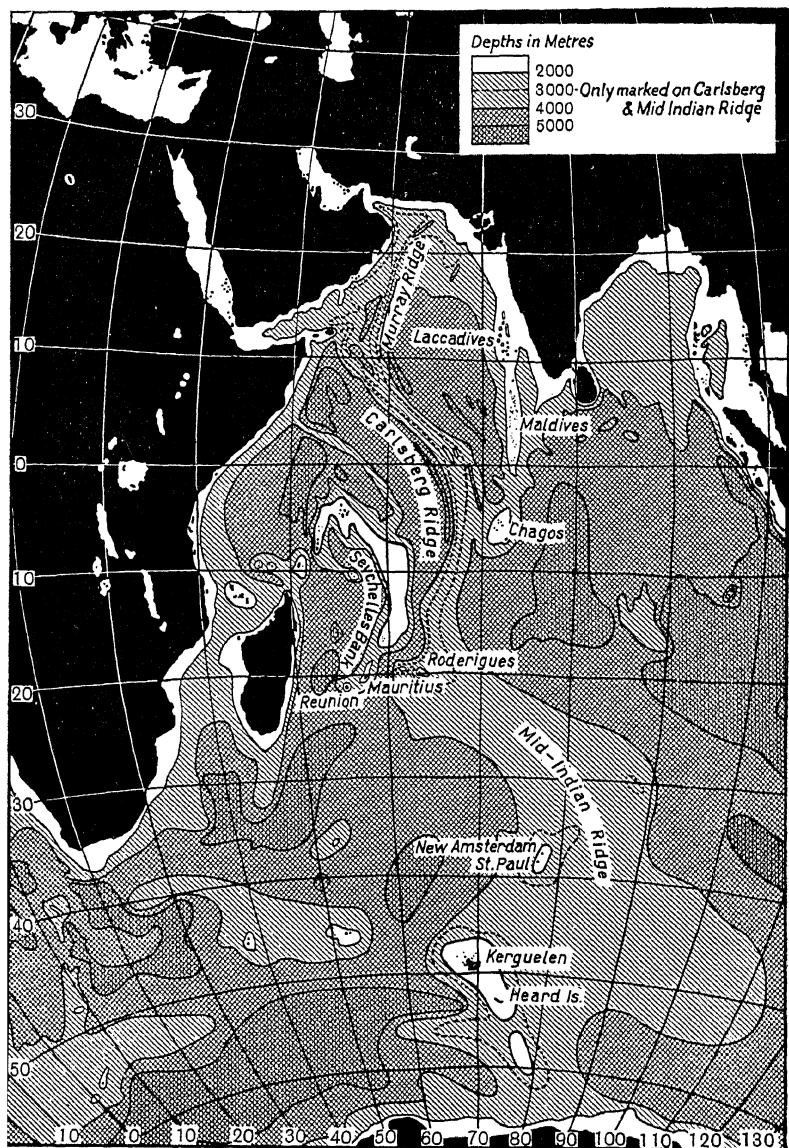 Depths in Metres
2000
3000-Only marked on Carlsberg
4000 & Mid Indian Ridge
5000
30
20
Murray Ridge
10
Laccadives
Maldives
Carlsberg Ridge
0
Chagos
10
Seychelles Bank
Roderigues
20
Mauritius
Reunion
Mid-Indian Ridge
30
New Amsterdam
St. Paul
40
Kerguelen
Heard Is.
50
10 0 10 20 30 40 50 60 70 80 90 100 110 120 130